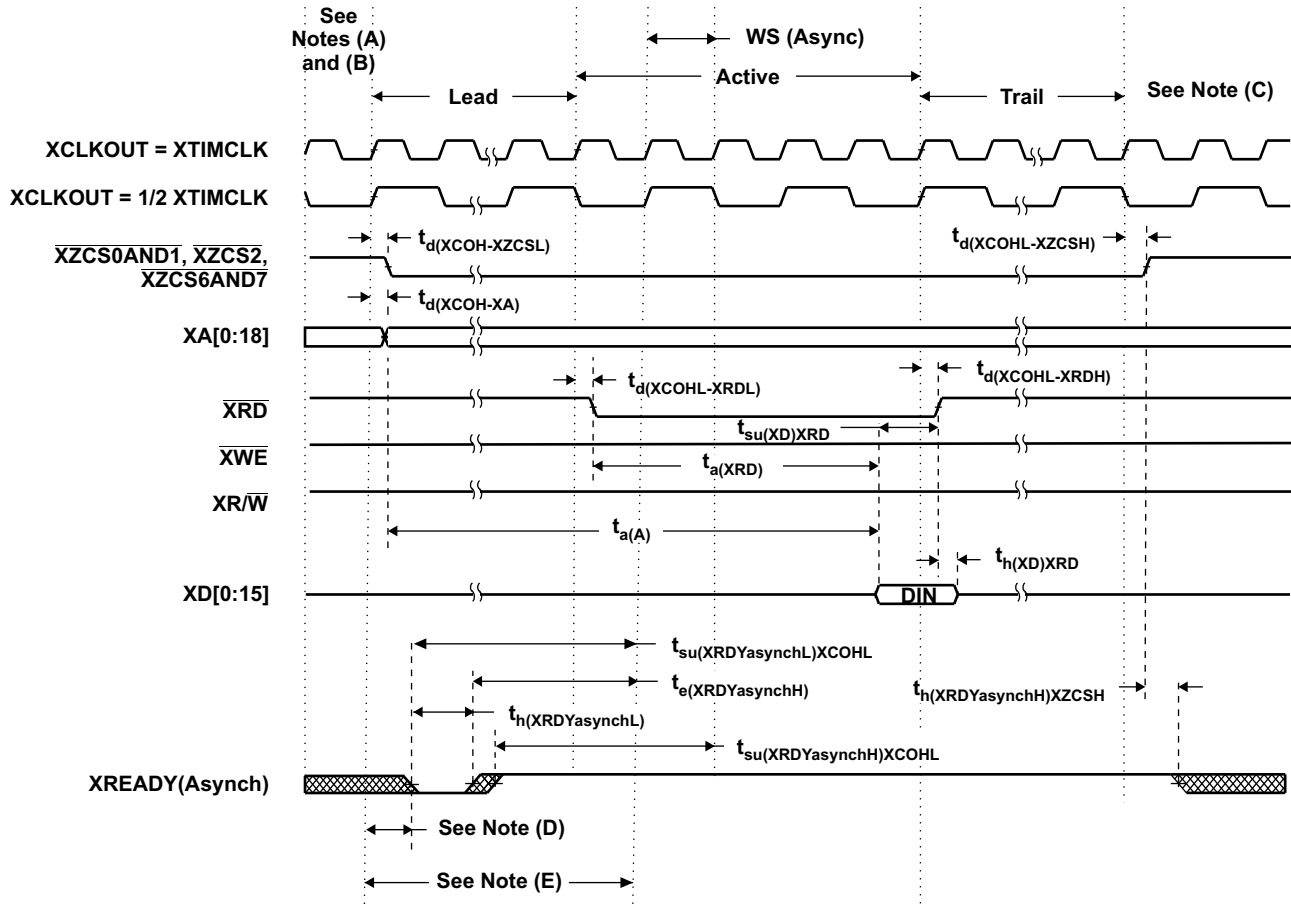 See
Notes (A)
and (B)
WS (Async)
Active
Lead
Trail
See Note (C)
XCLKOUT = XTIMCLK
XCLKOUT = 1/2 XTIMCLK
td(XCOH-XZCSL)
td(XCOHL-XZCSH)
XZCS0AND1, XZCS2,
XZCS6AND7
td(XCOH-XA)
XA[0:18]
td(XCOHL-XRDL)
td(XCOHL-XRDH)
XRD
tsu(XD)XRD
XWE
ta(XRD)
XR/W
ta(A)
th(XD)XRD
XD[0:15]
DIN
tsu(XRDYasynchL)XCOHL
te(XRDYasynchH)
th(XRDYasynchH)XZCSH
th(XRDYasynchL)
tsu(XRDYasynchH)XCOHL
XREADY(Asynch)
See Note (D)
See Note (E)